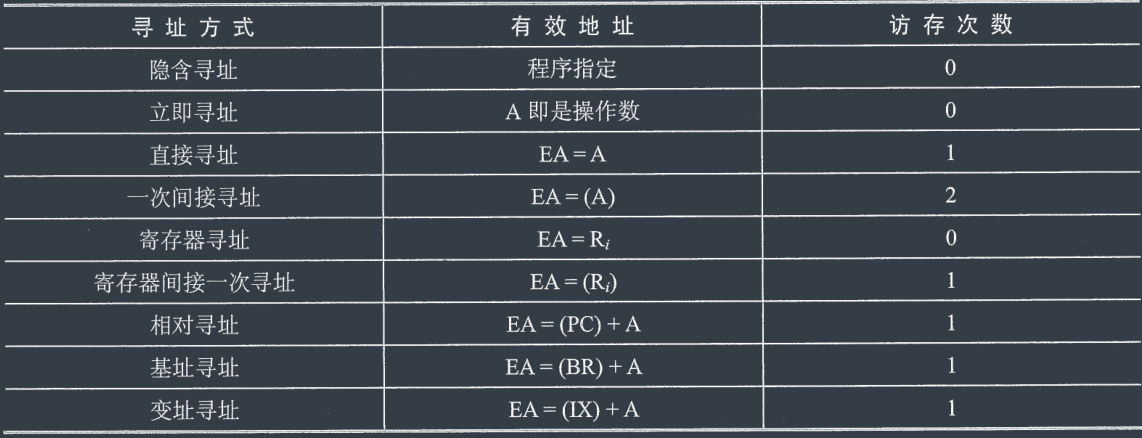 寻址方式 有效地址 访存次数
隐含寻址 程序指定 0
立即寻址 A 即是操作数 0
直接寻址 EA = A 1
一次间接寻址 EA = (A) 2
寄存器寻址 EA = Ri 0
寄存器间接一次寻址 EA = (Ri) 1
相对寻址 EA = (PC) + A 1
基址寻址 EA = (BR) + A 1
变址寻址 EA = (IX) + A 1